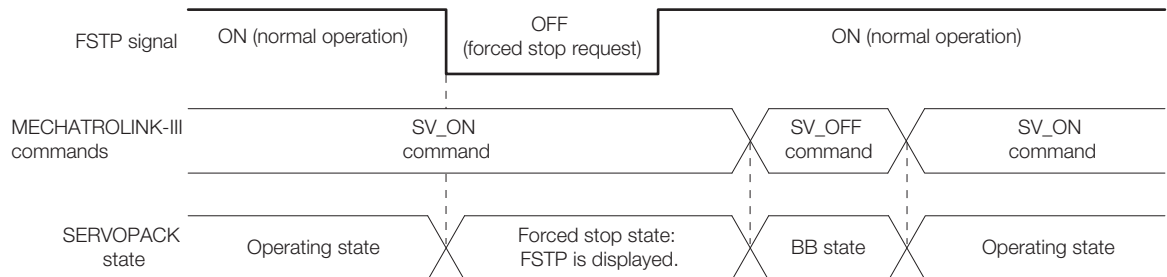 FSTP signal
ON (normal operation)
OFF
(forced stop request)
ON (normal operation)
MECHATROLINK-III
commands
SV_ON
command
SV_OFF
command
SV_ON
command
SERVOPACK
state
Operating state
Forced stop state:
FSTP is displayed.
BB state
Operating state